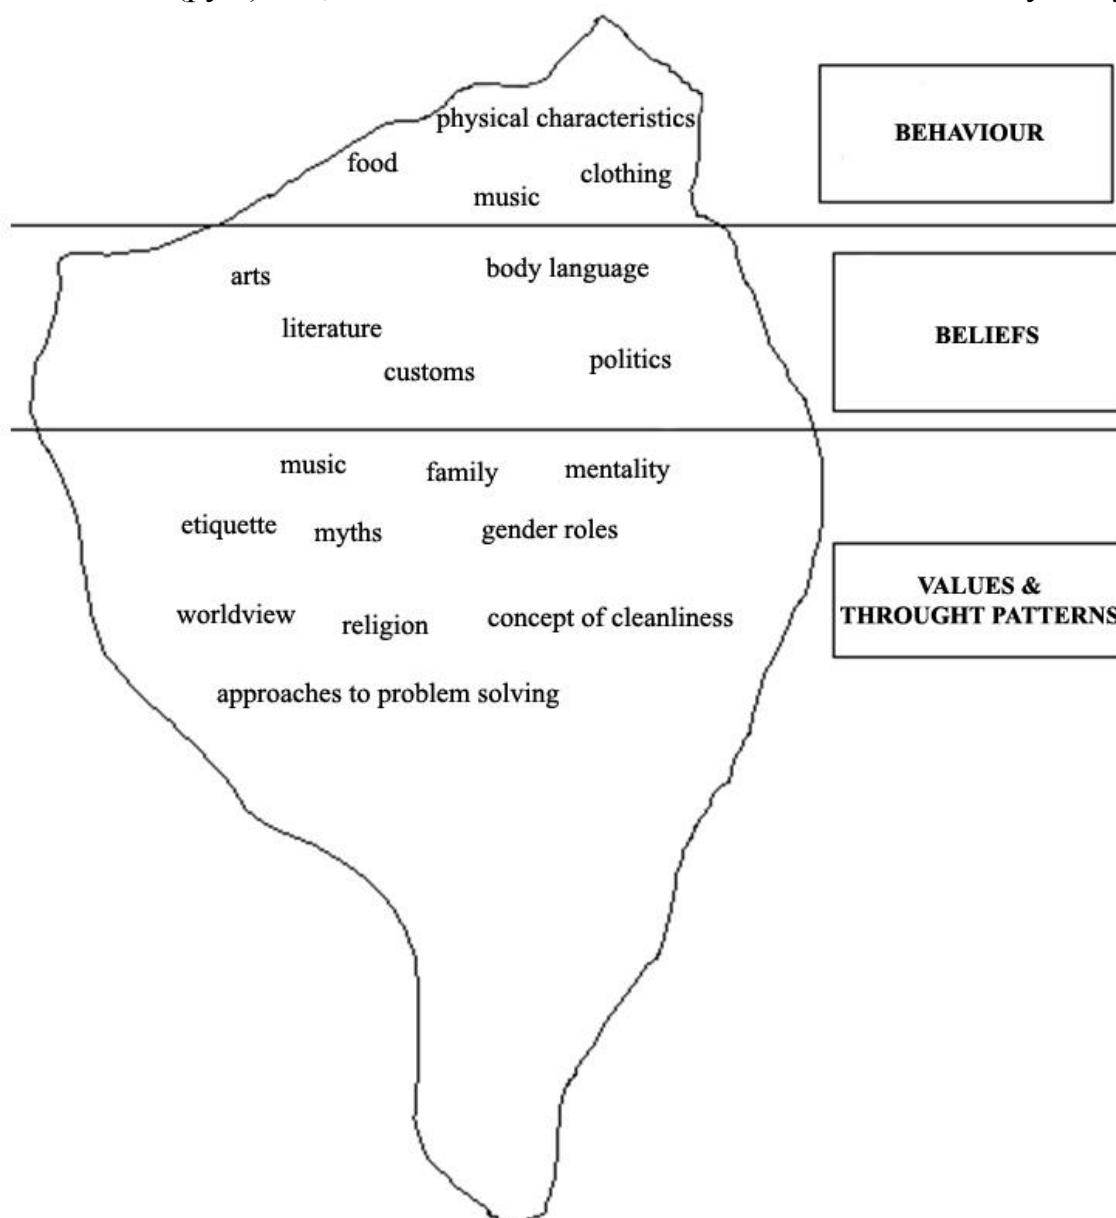 physical characteristics
food
clothing
music
BEHAVIOUR
arts
body language
literature
customs
politics
BELIEFS
music
family
mentality
etiquette
myths
gender roles
worldview
religion
concept of cleanliness
approaches to problem solving
VALUES &
THROUGHT PATTERNS